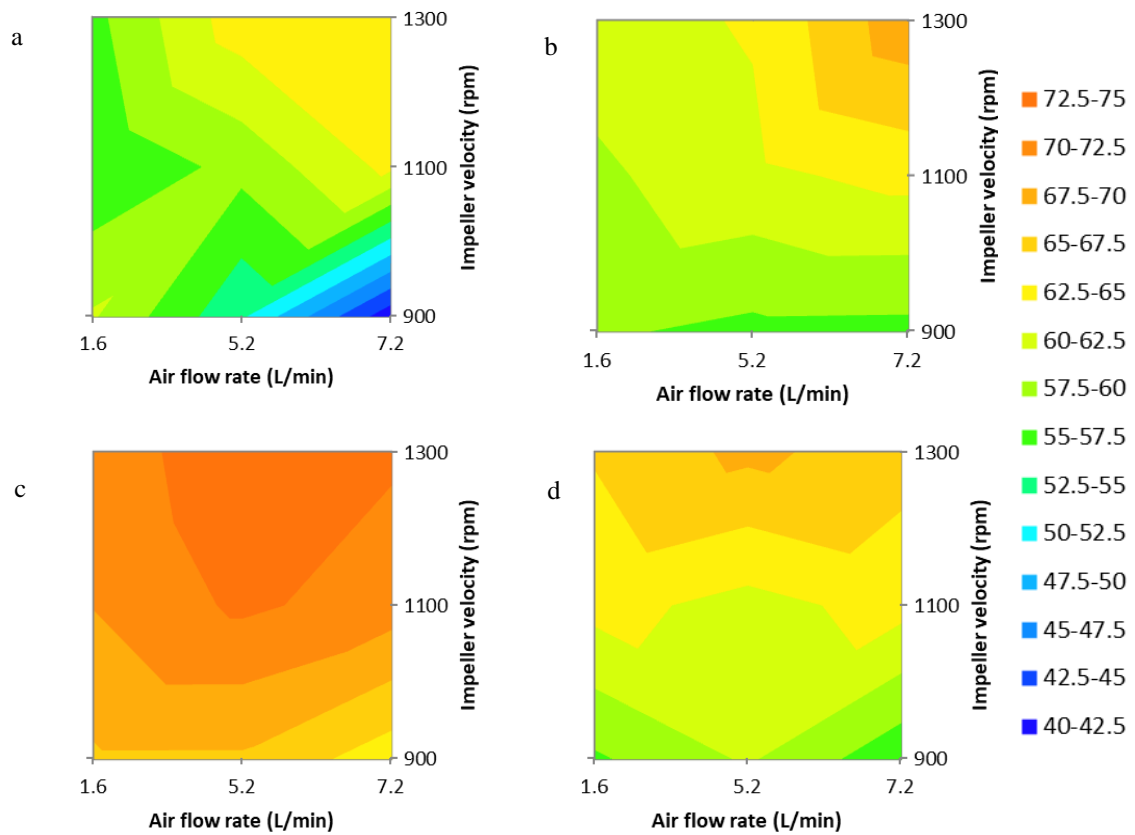 a
1300
1100
900
Impeller velocity (rpm)
1.6 5.2 7.2
Air flow rate (L/min)
b
1300
1100
900
Impeller velocity (rpm)
1.6 5.2 7.2
Air flow rate (L/min)
c
1300
1100
900
Impeller velocity (rpm)
1.6 5.2 7.2
Air flow rate (L/min)
d
1300
1100
900
Impeller velocity (rpm)
1.6 5.2 7.2
Air flow rate (L/min)
72.5-75
70-72.5
67.5-70
65-67.5
62.5-65
60-62.5
57.5-60
55-57.5
52.5-55
50-52.5
47.5-50
45-47.5
42.5-45
40-42.5